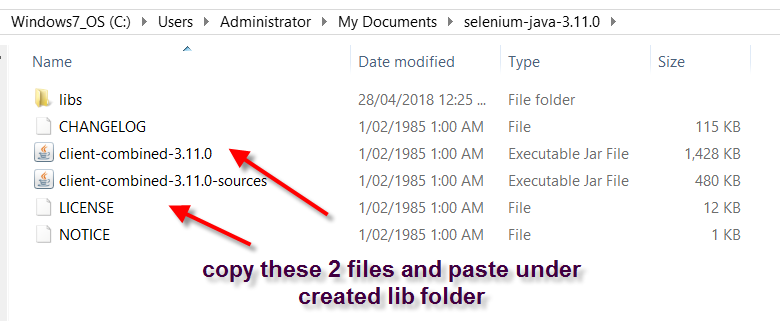 Windows7_OS (C:) Users Administrator My Documents selenium-java-3.11.0
Name Date modified Type Size
libs 28/04/2018 12:25 ... File folder
CHANGELOG 1/02/1985 1:00 AM File 115 KB
client-combined-3.11.0 1/02/1985 1:00 AM Executable Jar File 1,428 KB
client-combined-3.11.0-sources 1/02/1985 1:00 AM Executable Jar File 480 KB
LICENSE 1/02/1985 1:00 AM File 12 KB
NOTICE 1/02/1985 1:00 AM File 1 KB
copy these 2 files and paste under
created lib folder